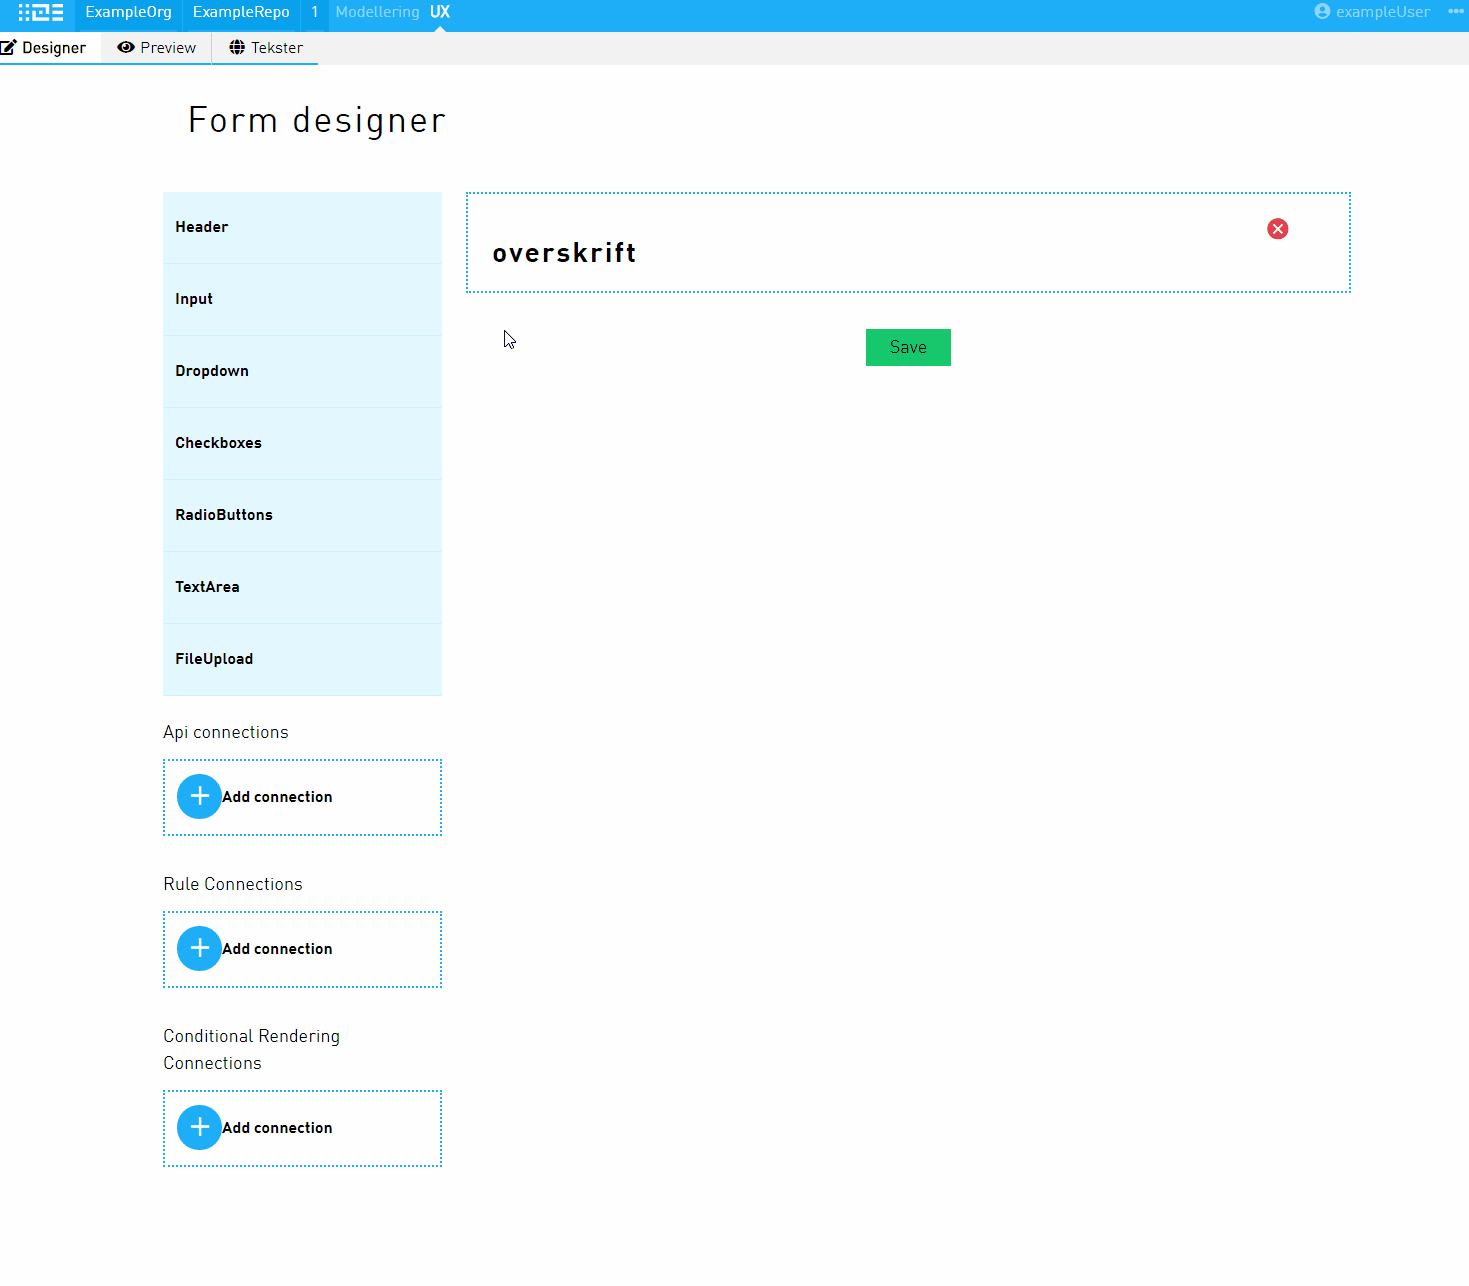 ExampleOrg ExampleRepo 1 Modellering UX exampleUser
Designer Preview Tekster
Form designer
Header
overskrift
Input
Save
Dropdown
Checkboxes
RadioButtons
TextArea
FileUpload
Api connections
Add connection
Rule Connections
Add connection
Conditional Rendering
Connections
Add connection